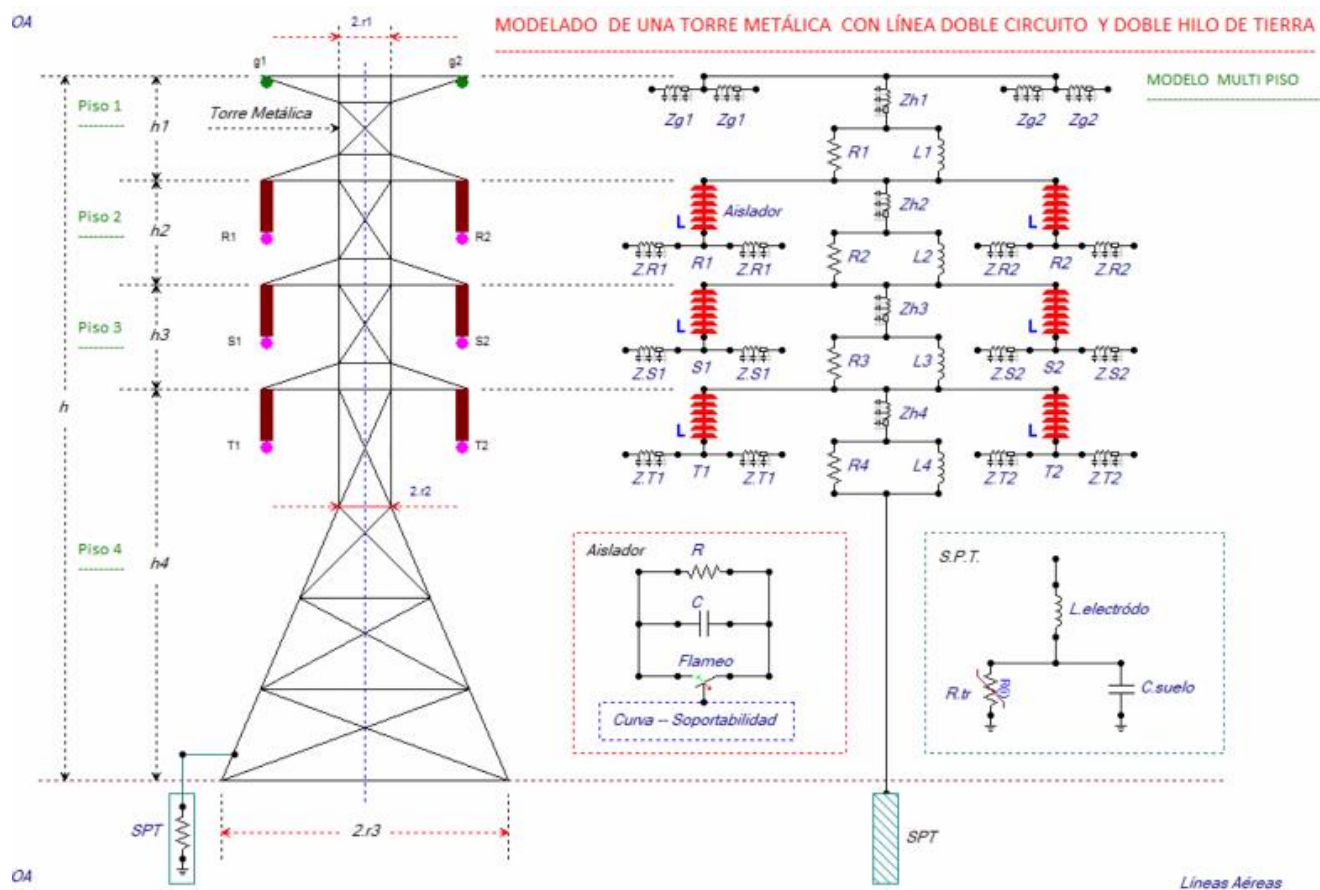 OA
2.r1
MODELADO DE UNA TORRE METÁLICA CON LÍNEA DOBLE CIRCUITO Y DOBLE HILO DE TIERRA
MODELO MULTI PISO
g1
g2
Piso 1
h1
Torre Metálica
Zg1
Zg1
Zh1
Zg2
Zg2
R1
L1
Piso 2
h2
R1
R2
L
Aislador
Zh2
L
Z.R1
R1
Z.R1
R2
L2
Z.R2
R2
Z.R2
Piso 3
h3
S1
S2
L
Zh3
L
Z.S1
S1
Z.S1
R3
L3
Z.S2
S2
Z.S2
h
T1
T2
L
Zh4
L
Z.T1
T1
Z.T1
R4
L4
Z.T2
T2
Z.T2
2.r2
Piso 4
h4
Aislador
R
C
Flameo
Curva -- Soportabilidad
S.P.T.
L.electródo
R.tr
R(i)
C.suelo
SPT
2.r3
SPT
OA
Líneas Aéreas